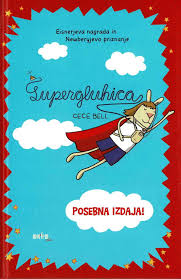 Eisnerjeva nagrada in
Newberyjevo priznanje
Supergluhica
CECE BELL
POSEBNA IZDAJA!